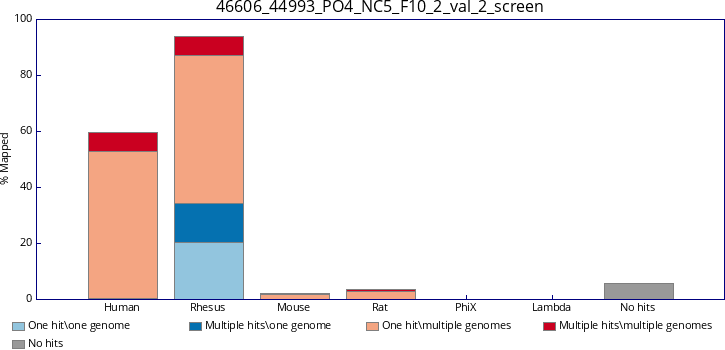 46606_44993_PO4_NC5_F10_2_val_2_screen
100
80
60
40
20
0
% Mapped
Human Rhesus Mouse Rat PhiX Lambda No hits
One hit\one genome Multiple hits\one genome One hit\multiple genomes Multiple hits\multiple genomes
No hits